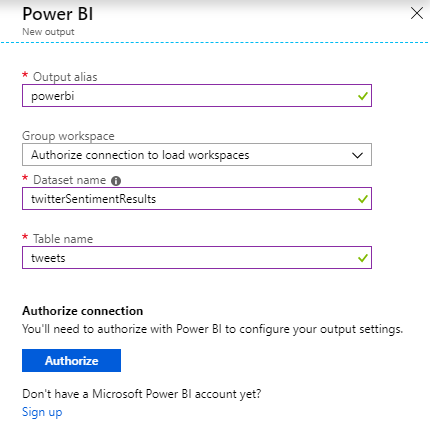 Power BI
New output
* Output alias
powerbi
Group workspace
Authorize connection to load workspaces
* Dataset name
twitterSentimentResults
* Table name
tweets
Authorize connection
You'll need to authorize with Power BI to configure your output settings.
Authorize
Don't have a Microsoft Power BI account yet?
Sign up